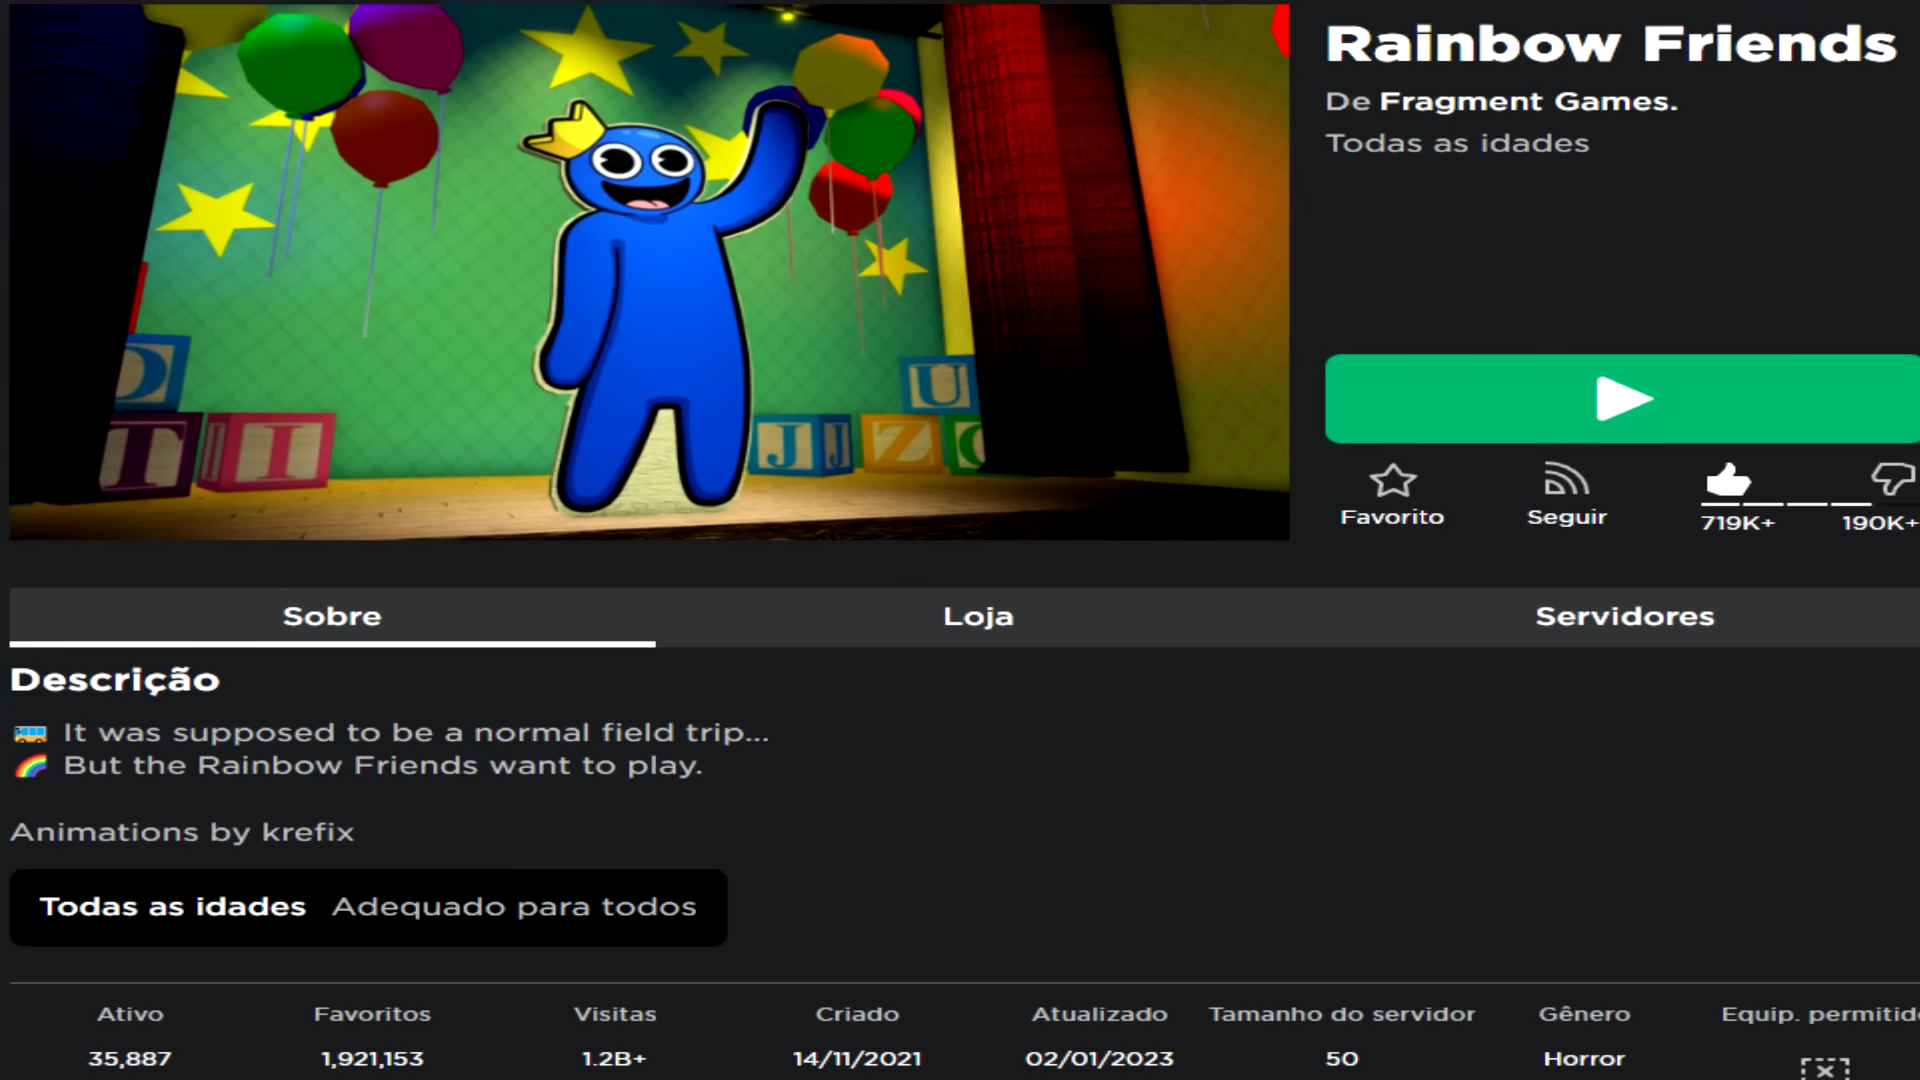 Rainbow Friends
De Fragment Games.
Todas as idades
D
T I I
U
J J Z
Favorito
Seguir
719K+
190K+
Sobre
Loja
Servidores
Descrição
It was supposed to be a normal field trip...
But the Rainbow Friends want to play.
Animations by krefix
Todas as idades Adequado para todos
Ativo Favoritos Visitas Criado Atualizado Tamanho do servidor Gênero Equip. permitido
35,887 1,921,153 1.2B+ 14/11/2021 02/01/2023 50 Horror